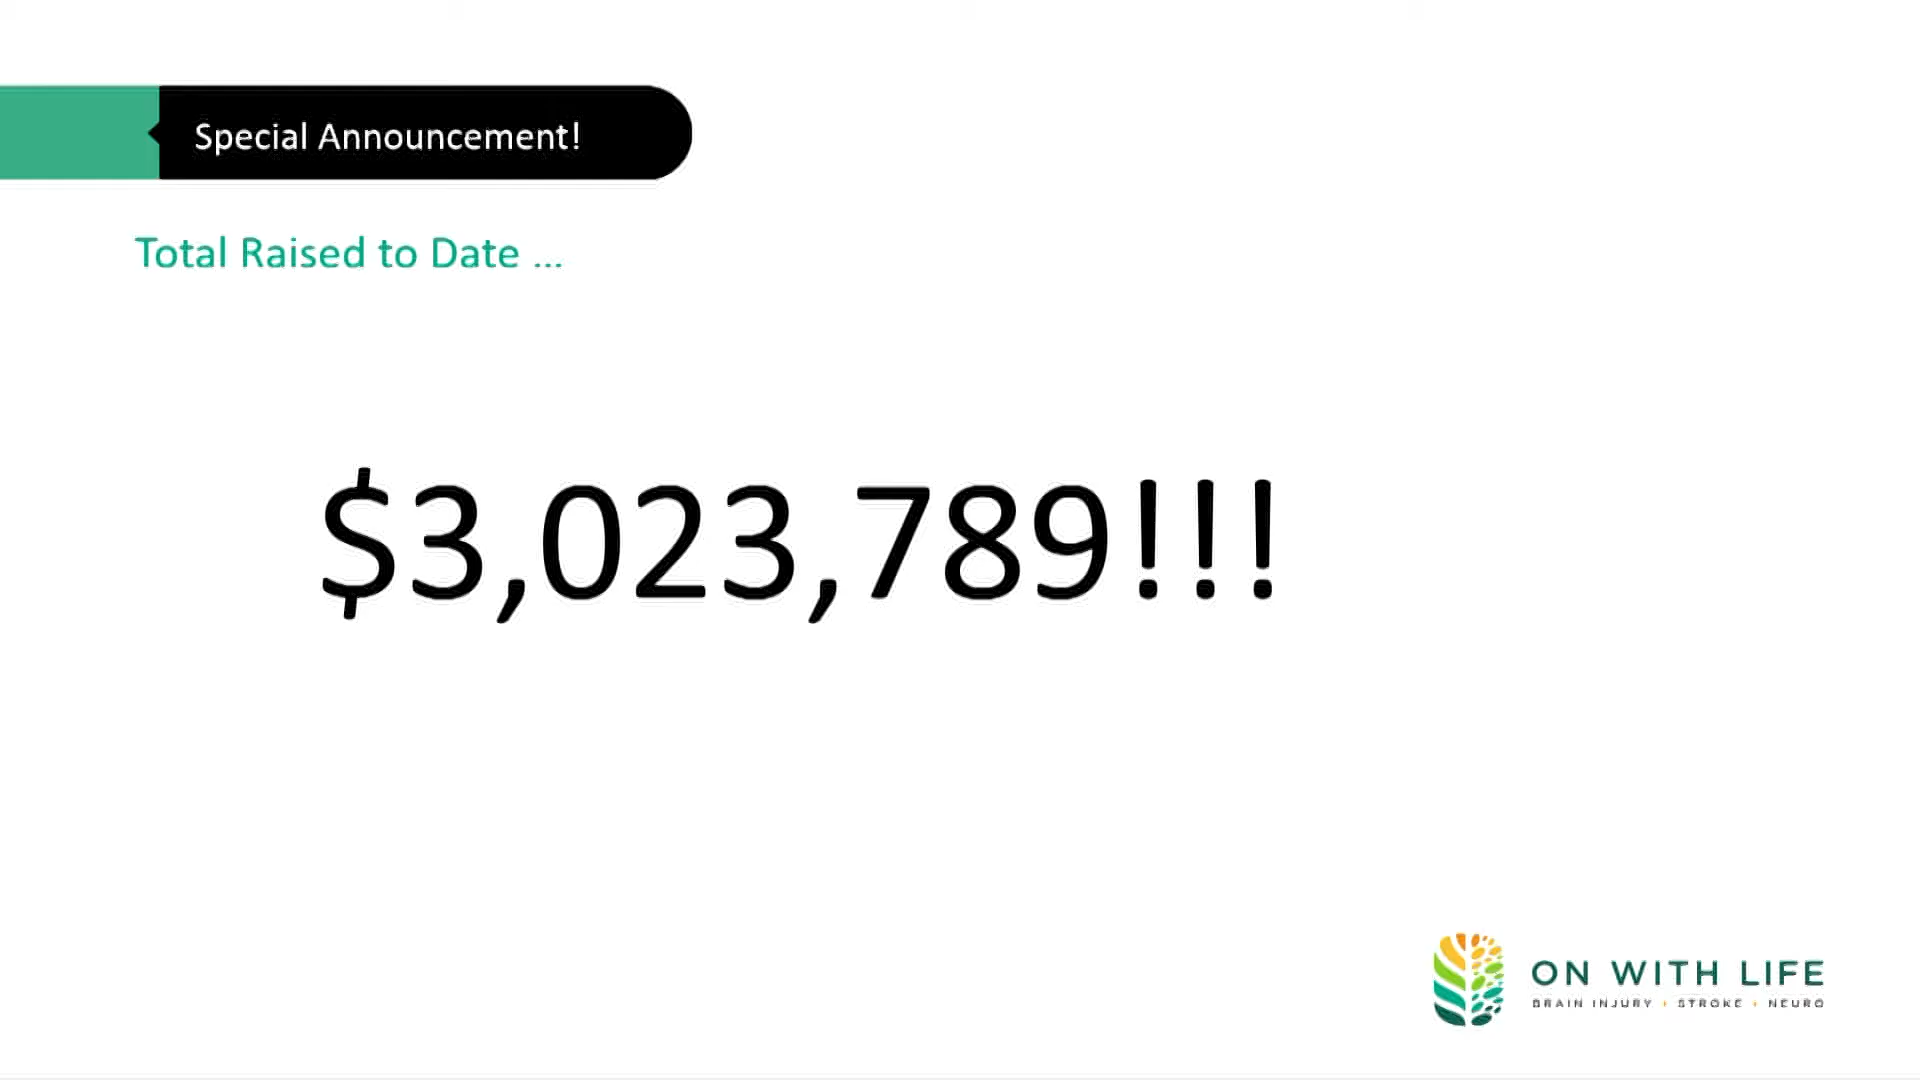 Special Announcement!
Total Raised to Date ...
$3,023,789!!!
ON WITH LIFE
BRAIN INJURY • STROKE • NEURO